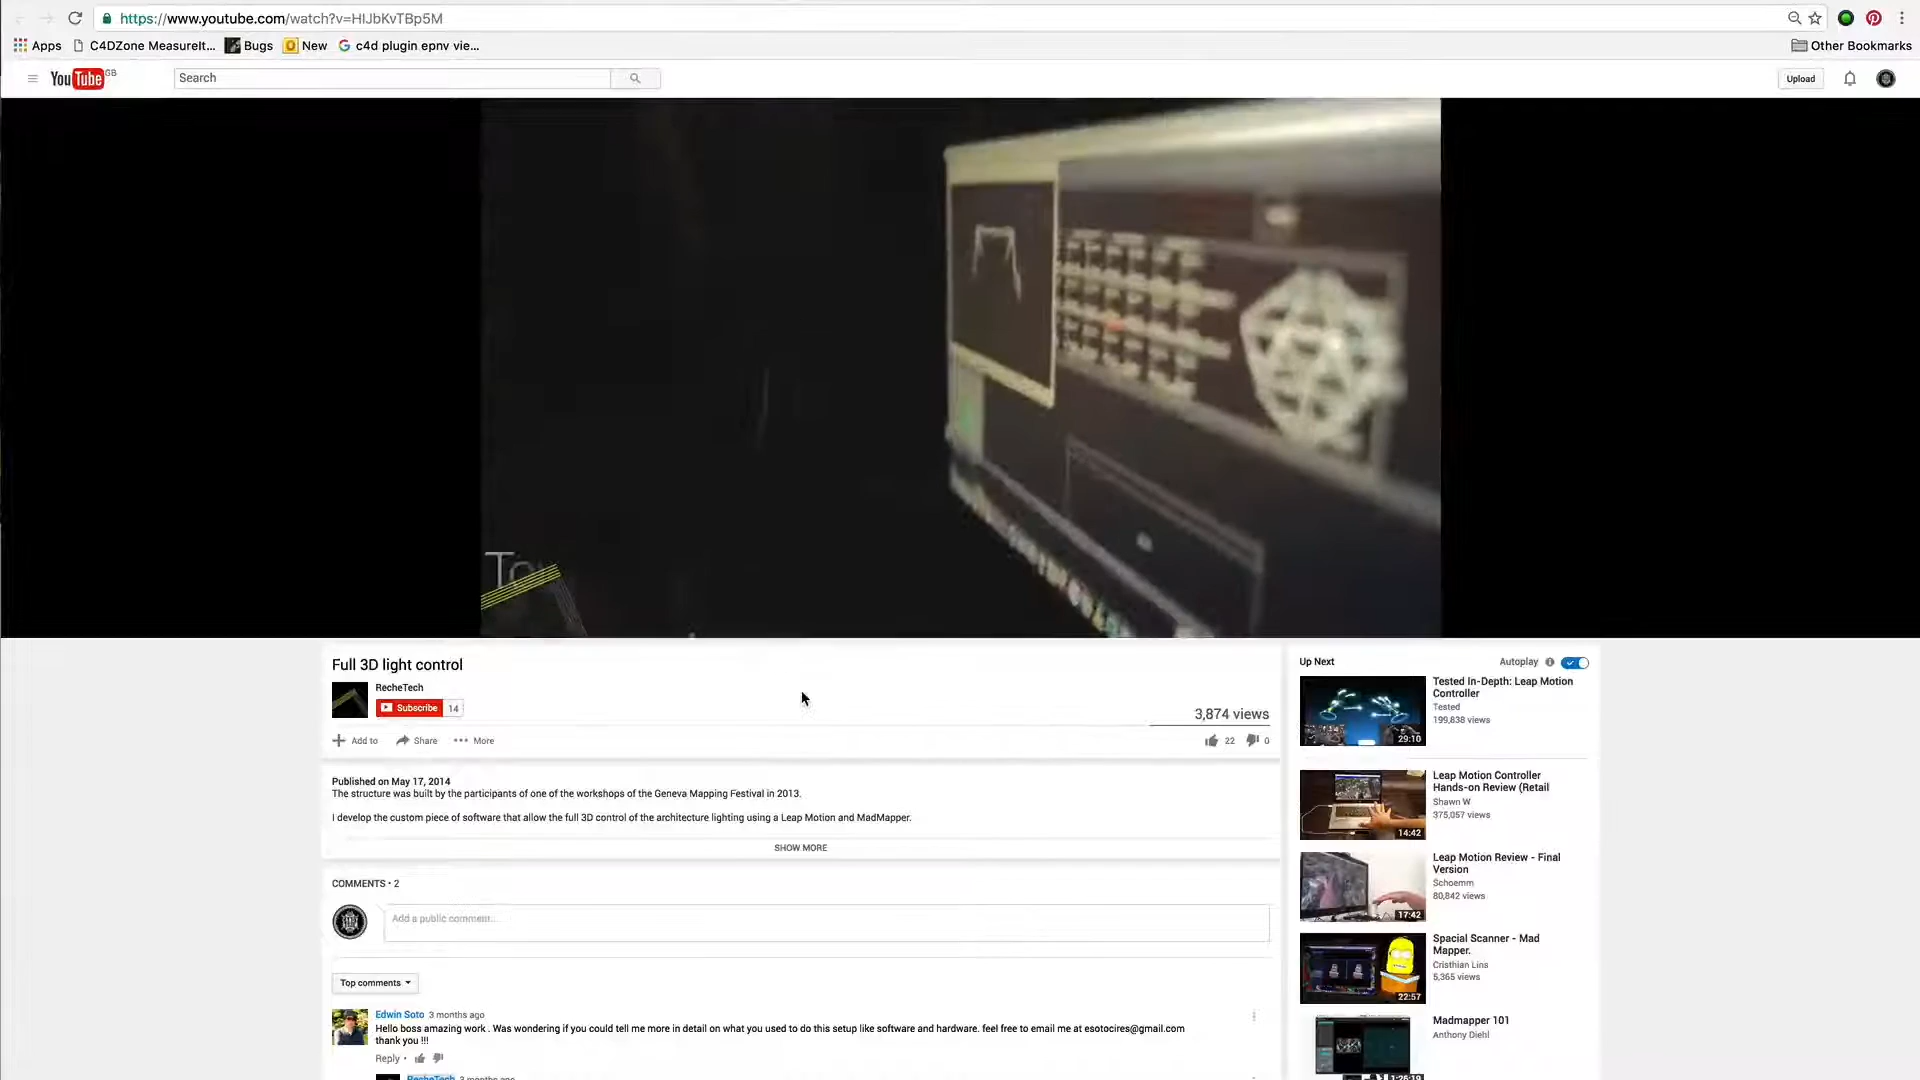 https://www.youtube.com/watch?v=HIJbKvTBp5M
Apps
C4DZone MeasureIt...
Bugs
New
c4d plugin epnv vie...
Other Bookmarks
YouTube GB
Search
Upload
Full 3D light control
RecheTech
Subscribe 14
3,874 views
Add to
Share
More
22
0
Published on May 17, 2014
The structure was built by the participants of one of the workshops of the Geneva Mapping Festival in 2013.
I develop the custom piece of software that allow the full 3D control of the architecture lighting using a Leap Motion and MadMapper.
SHOW MORE
COMMENTS • 2
Add a public comment...
Top comments
Edwin Soto 3 months ago
Hello boss amazing work . Was wondering if you could tell me more in detail on what you used to do this setup like software and hardware. feel free to email me at esotocires@gmail.com
thank you !!!
Reply •
RecheTech 3 months ago
Up Next
Autoplay
Tested In-Depth: Leap Motion
Controller
Tested
199,838 views
29:10
Leap Motion Controller
Hands-on Review (Retail
Shawn W
375,057 views
14:42
Leap Motion Review - Final
Version
Schoemm
80,842 views
17:42
Spacial Scanner - Mad
Mapper.
Cristhian Lins
5,365 views
22:57
Madmapper 101
Anthony Diehl